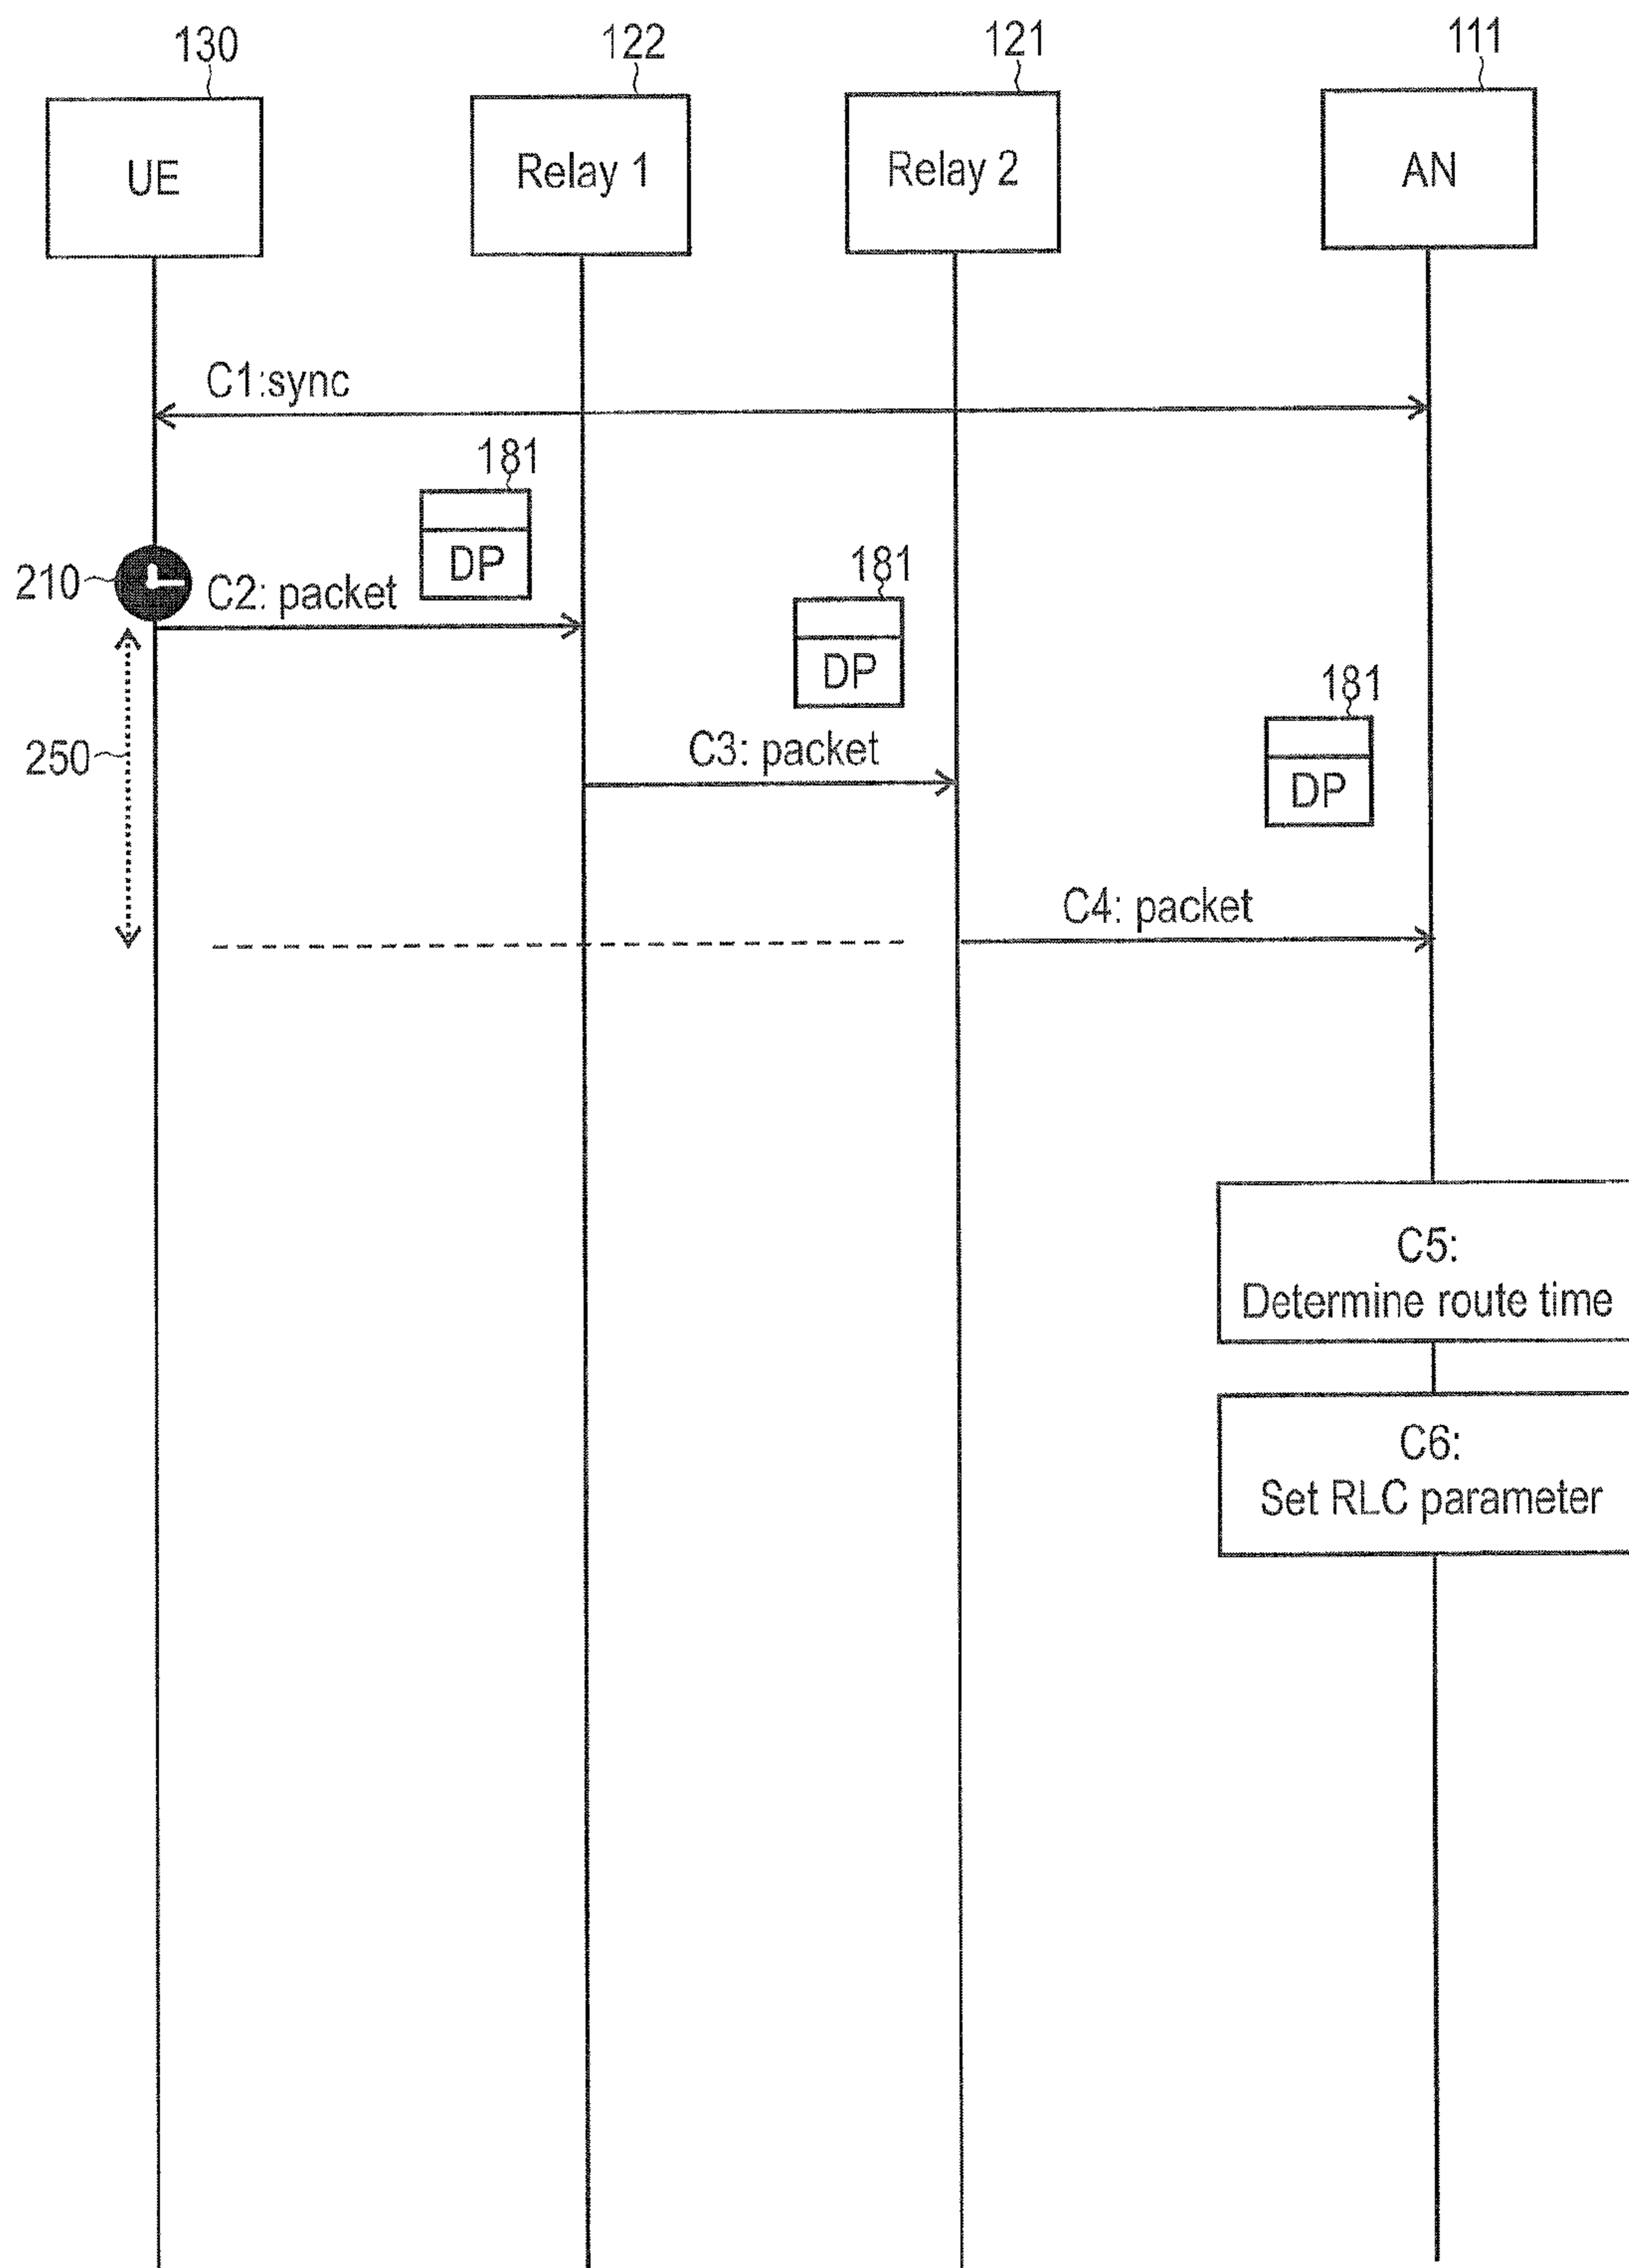 130
122
121
111
UE
Relay 1
Relay 2
AN
C1:sync
181
DP
181
DP
210
C2: packet
181
DP
250
C3: packet
C4: packet
C5:
Determine route time
C6:
Set RLC parameter